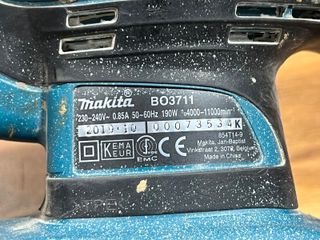 makita BO3711
230-240V~ 0.85A 50-60Hz 190W °4000-11000min⁻
2019·10 00073534K
854T14-9
KEMA KEUR EMC CE
Makita, Jan-Baptist
Vinkstraat 2, 3070, Belgium
Made in China